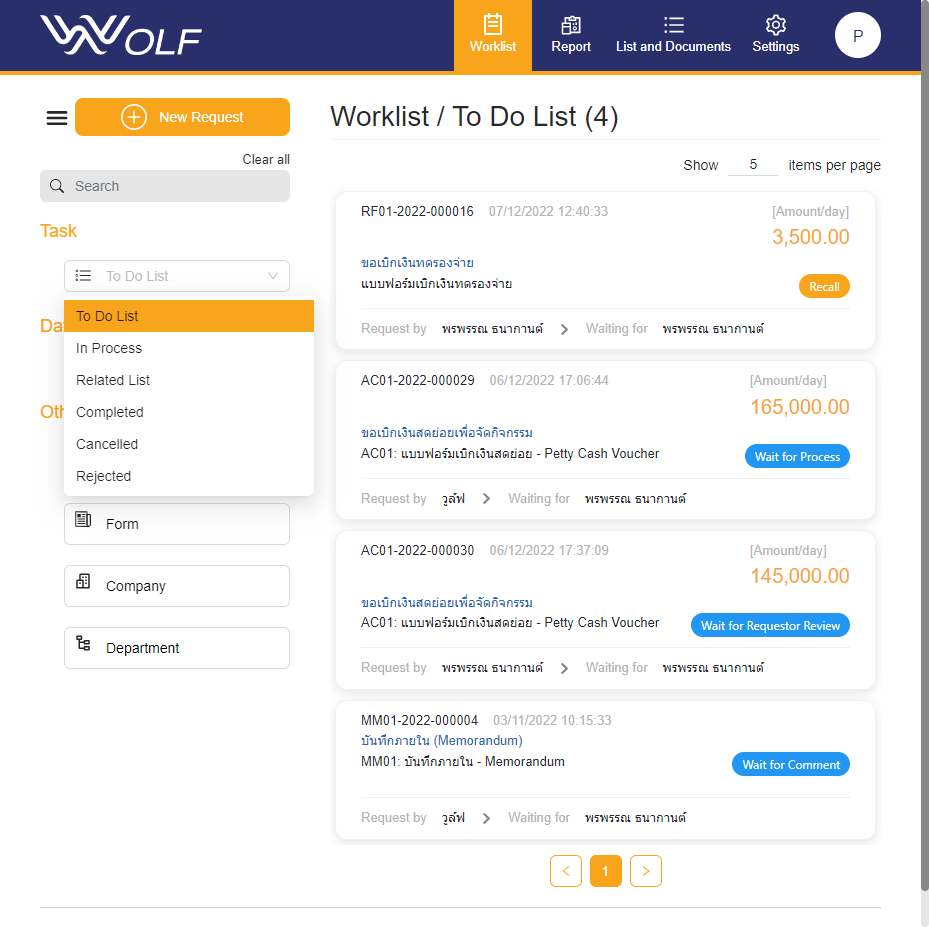 WOLF
Worklist
Report
List and Documents
Settings
P
New Request
Clear all
Search
Task
To Do List
To Do List
In Process
Related List
Completed
Cancelled
Rejected
Form
Company
Department
Worklist / To Do List (4)
Show 5 items per page
RF01-2022-000016 07/12/2022 12:40:33 [Amount/day]
3,500.00
ขอเบิกเงินทดรองจ่าย
แบบฟอร์มเบิกเงินทดรองจ่าย
Recall
Request by พรพรรณ ธนากานต์ > Waiting for พรพรรณ ธนากานต์
AC01-2022-000029 06/12/2022 17:06:44 [Amount/day]
165,000.00
ขอเบิกเงินสดย่อยเพื่อจัดกิจกรรม
AC01: แบบฟอร์มเบิกเงินสดย่อย - Petty Cash Voucher
Wait for Process
Request by วูล์ฟ > Waiting for พรพรรณ ธนากานต์
AC01-2022-000030 06/12/2022 17:37:09 [Amount/day]
145,000.00
ขอเบิกเงินสดย่อยเพื่อจัดกิจกรรม
AC01: แบบฟอร์มเบิกเงินสดย่อย - Petty Cash Voucher
Wait for Requestor Review
Request by พรพรรณ ธนากานต์ > Waiting for พรพรรณ ธนากานต์
MM01-2022-000004 03/11/2022 10:15:33
บันทึกภายใน (Memorandum)
MM01: บันทึกภายใน - Memorandum
Wait for Comment
Request by วูล์ฟ > Waiting for พรพรรณ ธนากานต์
< 1 >